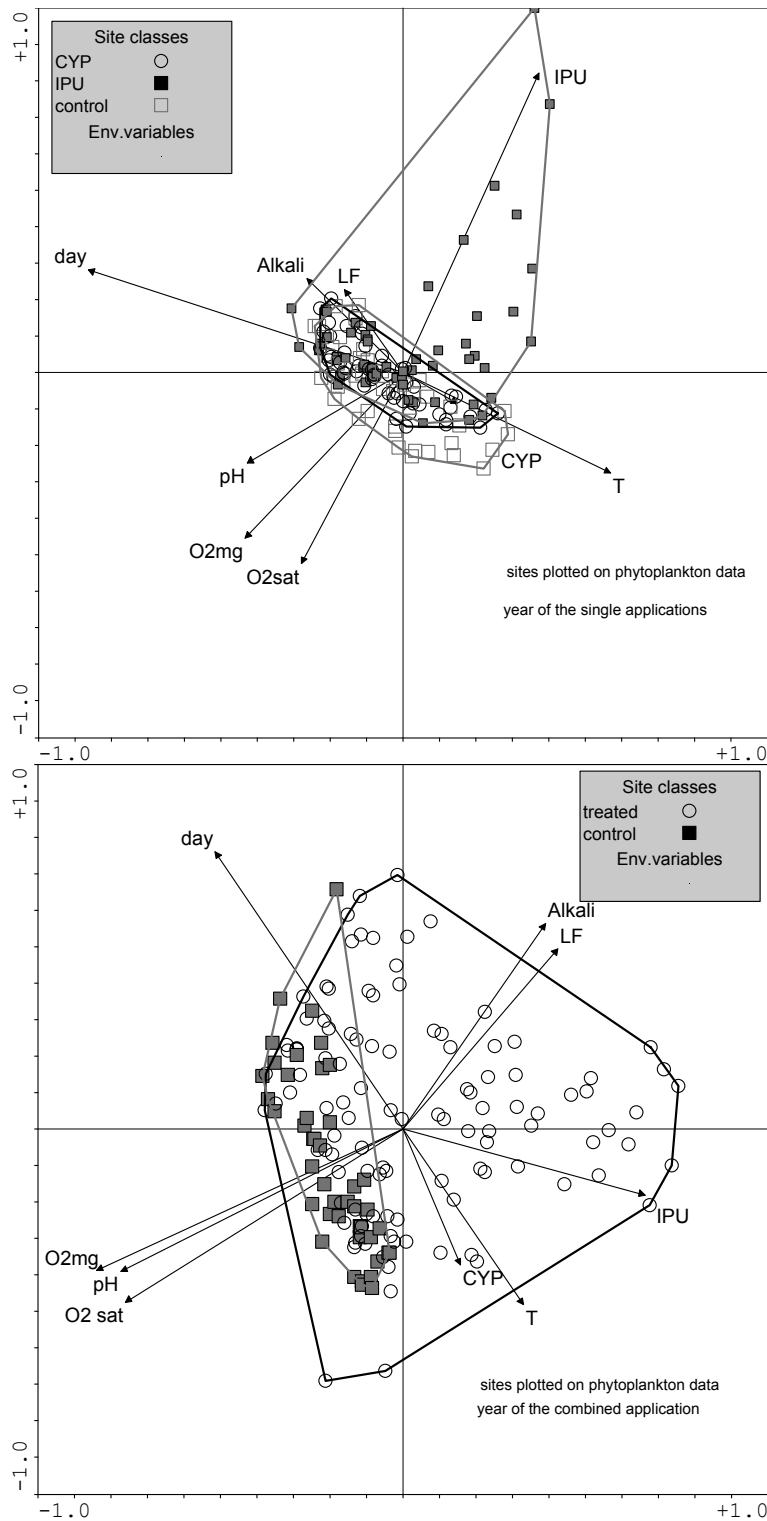 +1.0
Site classes
CYP
IPU
control
Env.variables
IPU
day
Alkali
LF
pH
CYP
T
O2mg
O2sat
sites plotted on phytoplankton data
year of the single applications
-1.0
-1.0
+1.0
+1.0
Site classes
treated
control
Env.variables
day
Alkali
LF
IPU
O2mg
pH
CYP
O2 sat
T
sites plotted on phytoplankton data
year of the combined application
-1.0
-1.0
+1.0